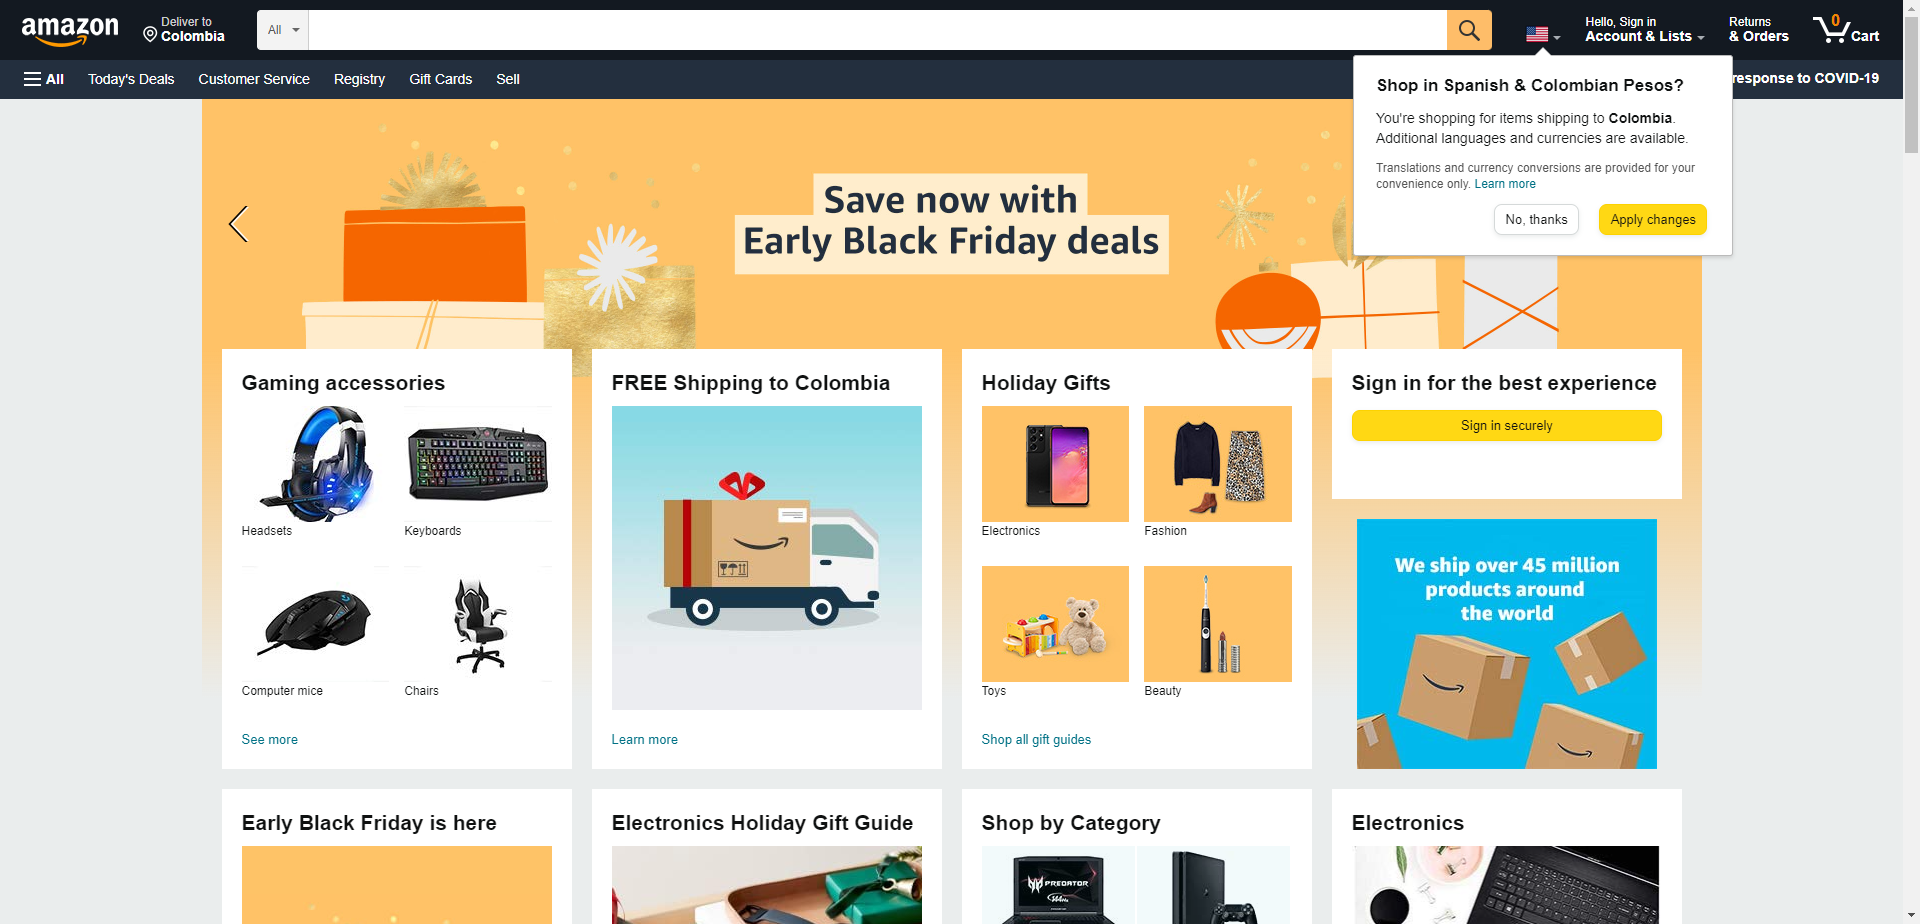 amazon
Deliver to
Colombia
All
Hello, Sign in
Account & Lists
Returns
& Orders
0
Cart
All
Today's Deals
Customer Service
Registry
Gift Cards
Sell
response to COVID-19
Shop in Spanish & Colombian Pesos?
You're shopping for items shipping to Colombia.
Additional languages and currencies are available.
Translations and currency conversions are provided for your
convenience only. Learn more
No, thanks
Apply changes
Save now with
Early Black Friday deals
Gaming accessories
Headsets
Keyboards
Computer mice
Chairs
See more
FREE Shipping to Colombia
Learn more
Holiday Gifts
Electronics
Fashion
Toys
Beauty
Shop all gift guides
Sign in for the best experience
Sign in securely
We ship over 45 million
products around
the world
Early Black Friday is here
Electronics Holiday Gift Guide
Shop by Category
PREDATOR
Electronics